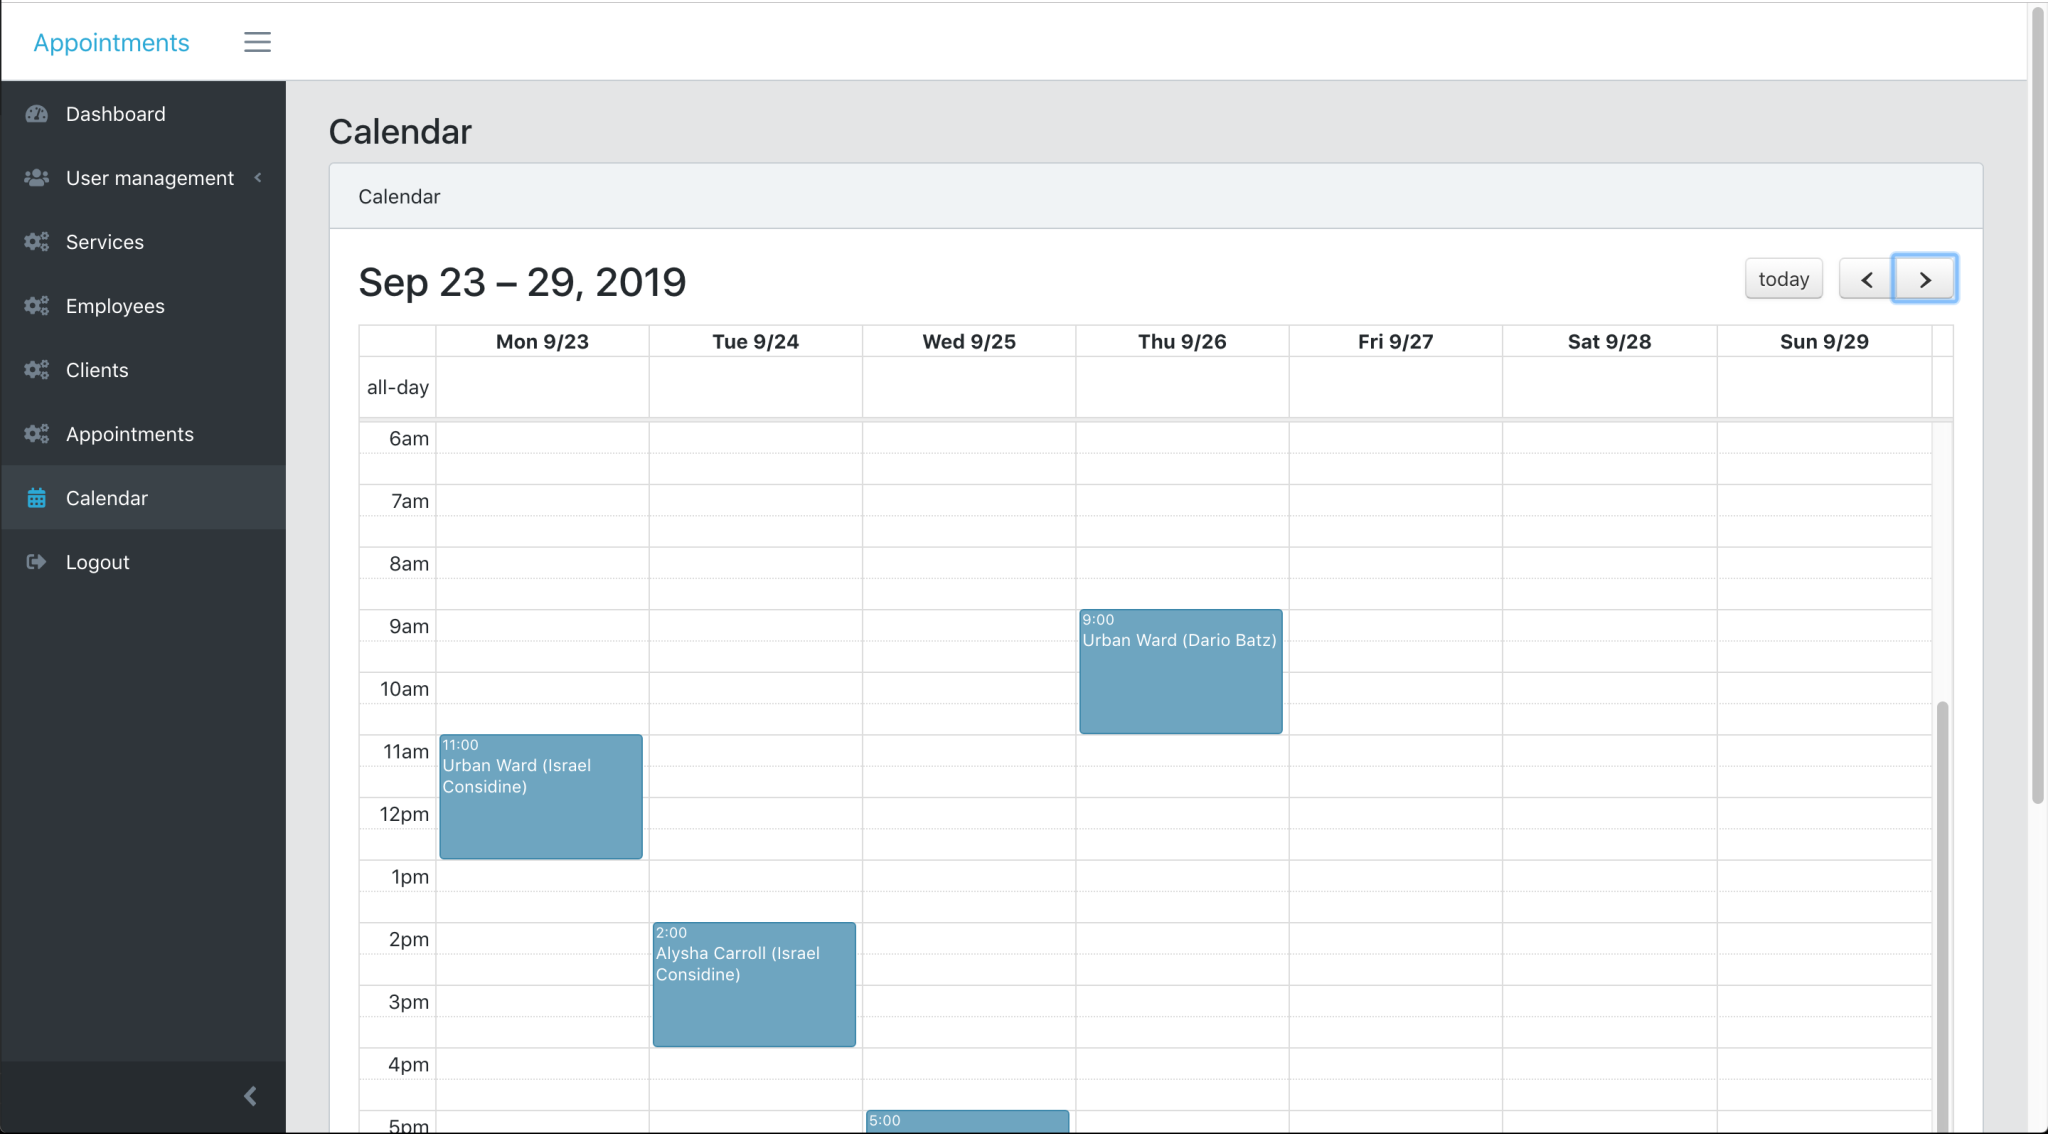 Appointments
Dashboard
User management
Services
Employees
Clients
Appointments
Calendar
Logout
Calendar
Calendar
Sep 23 – 29, 2019
today
Mon 9/23 Tue 9/24 Wed 9/25 Thu 9/26 Fri 9/27 Sat 9/28 Sun 9/29
all-day
6am
7am
8am
9am
9:00
Urban Ward (Dario Batz)
10am
11am
11:00
Urban Ward (Israel
Considine)
12pm
1pm
2pm
2:00
Alysha Carroll (Israel
Considine)
3pm
4pm
5pm
5:00